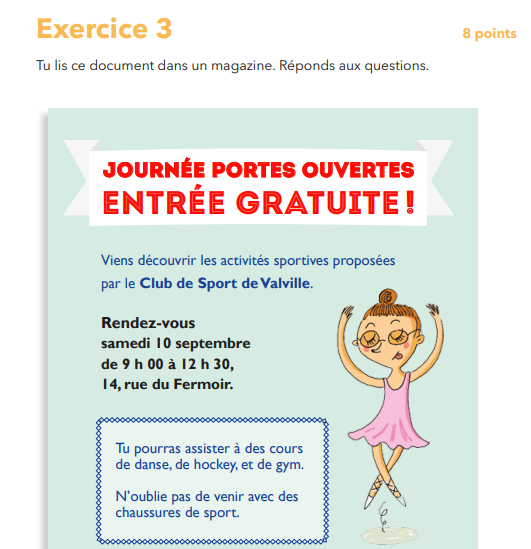 Exercice 3
8 points
Tu lis ce document dans un magazine. Réponds aux questions.
JOURNÉE PORTES OUVERTES
ENTRÉE GRATUITE !
Viens découvrir les activités sportives proposées
par le Club de Sport de Valville.
Rendez-vous
samedi 10 septembre
de 9 h 00 à 12 h 30,
14, rue du Fermoir.
Tu pourras assister à des cours
de danse, de hockey, et de gym.
N'oublie pas de venir avec des
chaussures de sport.